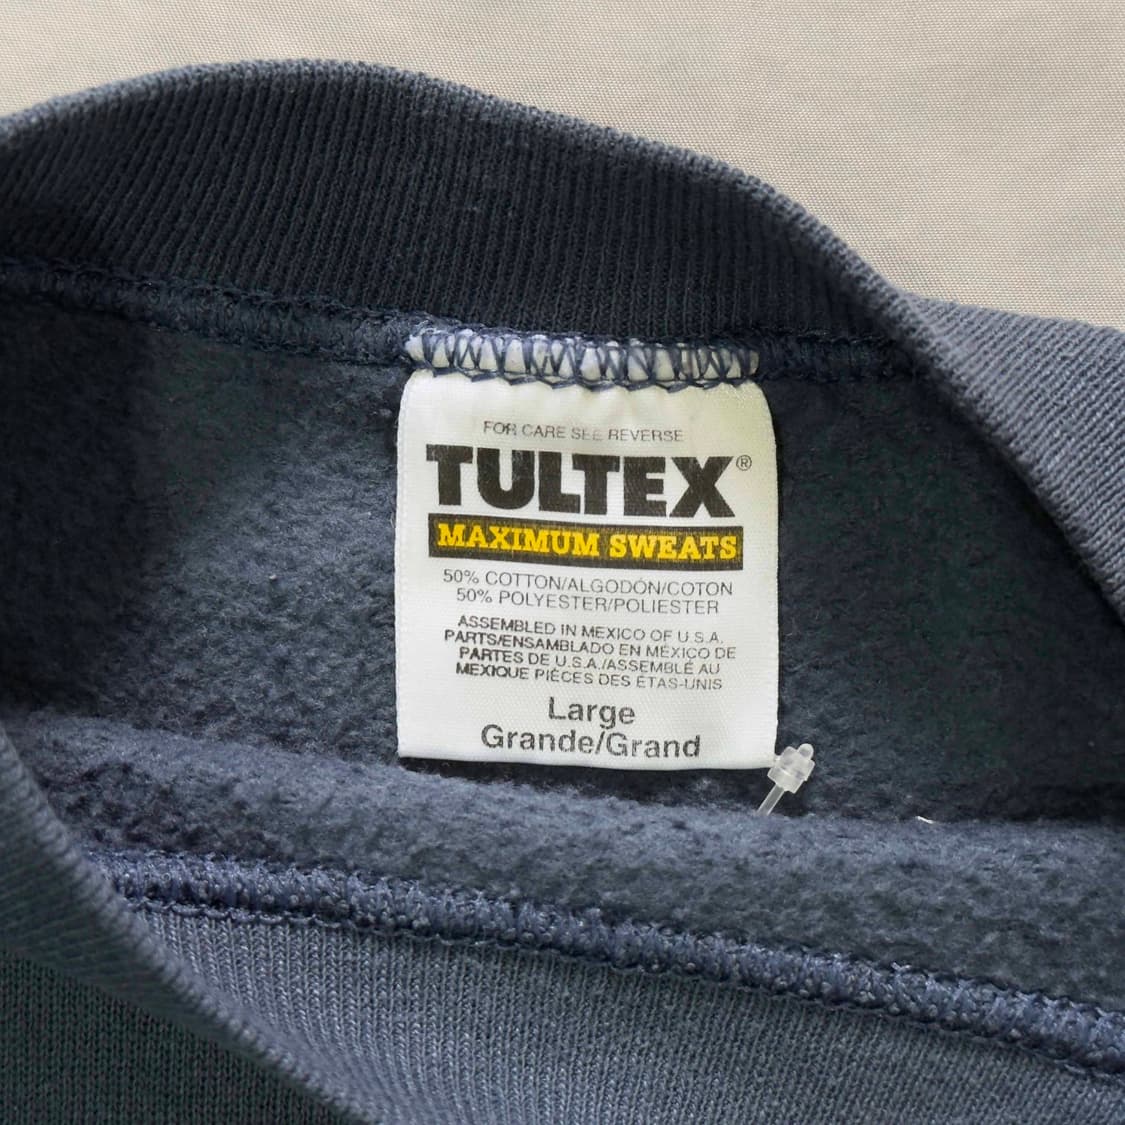 FOR CARE SEE REVERSE
TULTEX®
MAXIMUM SWEATS
50% COTTON/ALGODÓN/COTON
50% POLYESTER/POLIESTER
ASSEMBLED IN MEXICO OF U.S.A.
PARTS/ENSAMBLADO EN MÉXICO DE
PARTES DE U.S.A./ASSEMBLÉ AU
MEXIQUE PIÈCES DES ÉTAS-UNIS
Large
Grande/Grand